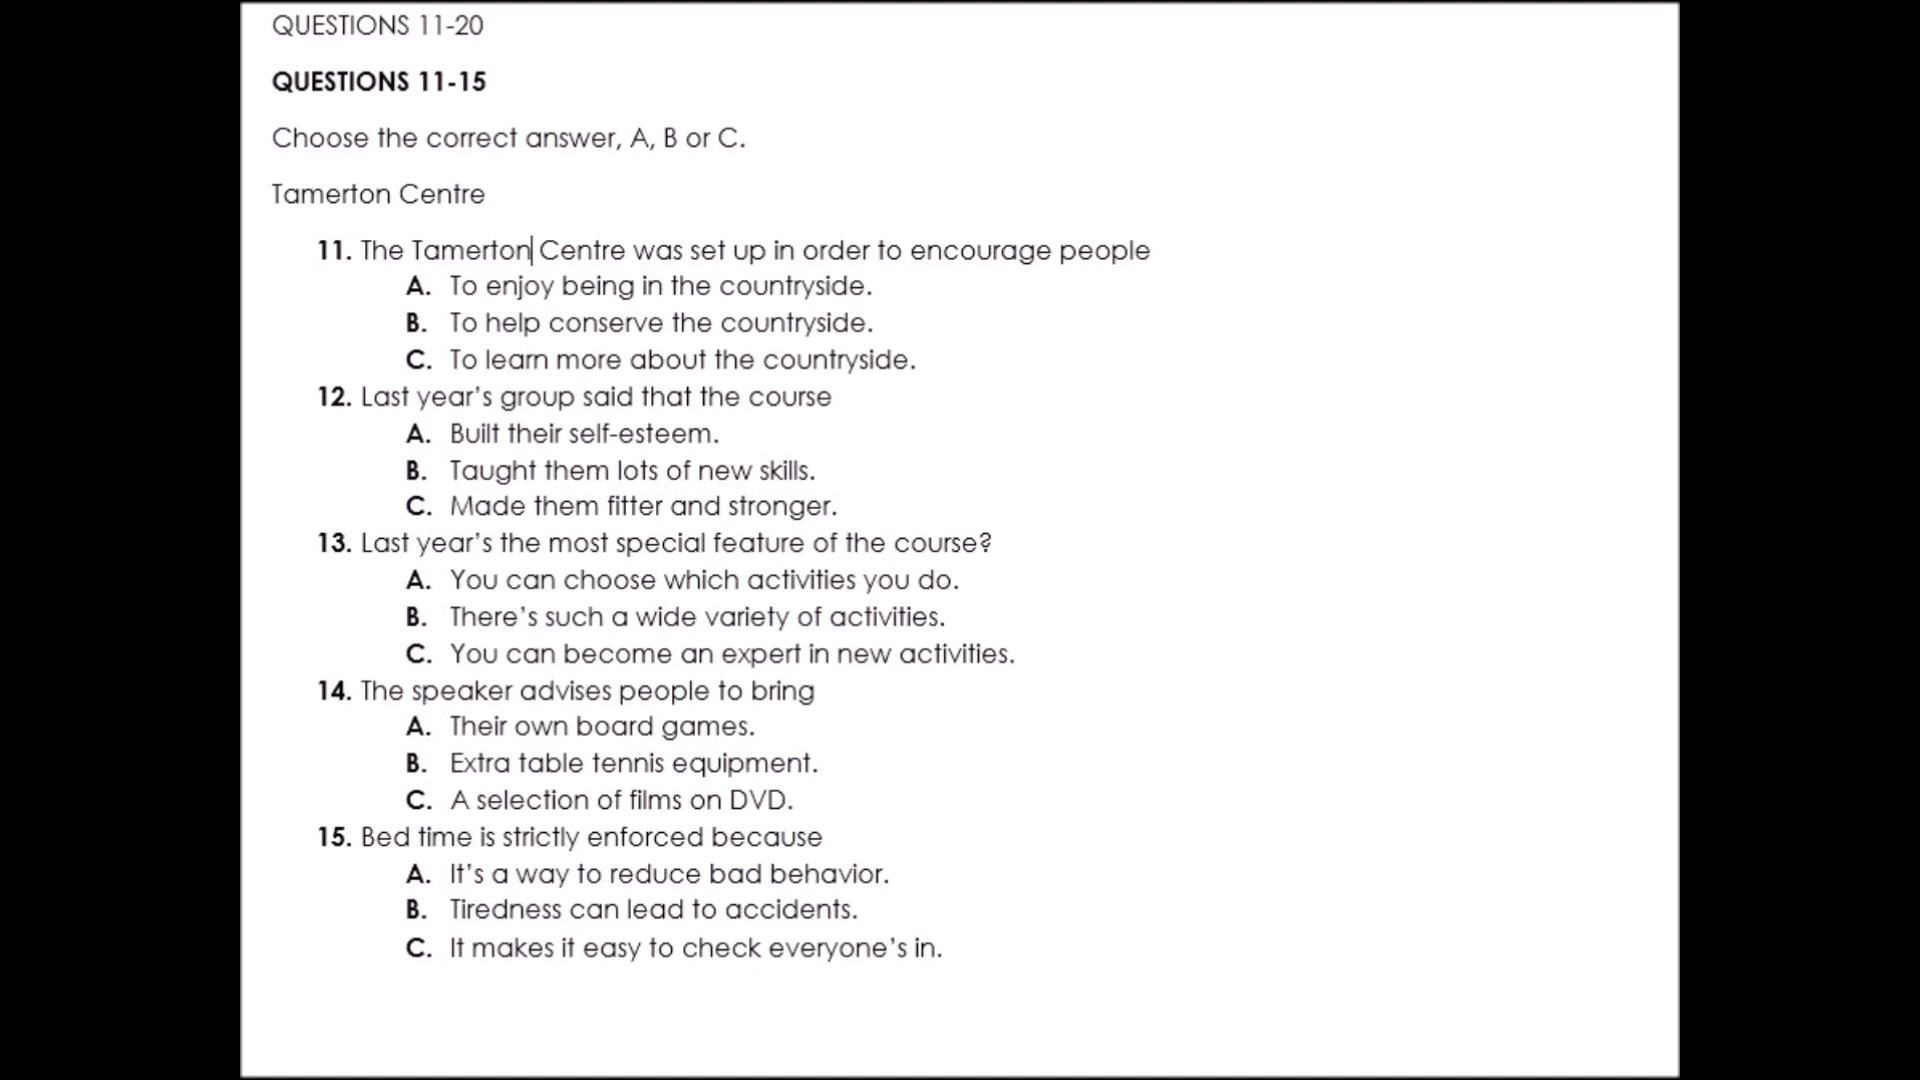 QUESTIONS 11-20
QUESTIONS 11-15
Choose the correct answer, A, B or C.
Tamerton Centre
11. The Tamerton Centre was set up in order to encourage people
A. To enjoy being in the countryside.
B. To help conserve the countryside.
C. To learn more about the countryside.
12. Last year's group said that the course
A. Built their self-esteem.
B. Taught them lots of new skills.
C. Made them fitter and stronger.
13. Last year's the most special feature of the course?
A. You can choose which activities you do.
B. There's such a wide variety of activities.
C. You can become an expert in new activities.
14. The speaker advises people to bring
A. Their own board games.
B. Extra table tennis equipment.
C. A selection of films on DVD.
15. Bed time is strictly enforced because
A. It's a way to reduce bad behavior.
B. Tiredness can lead to accidents.
C. It makes it easy to check everyone's in.